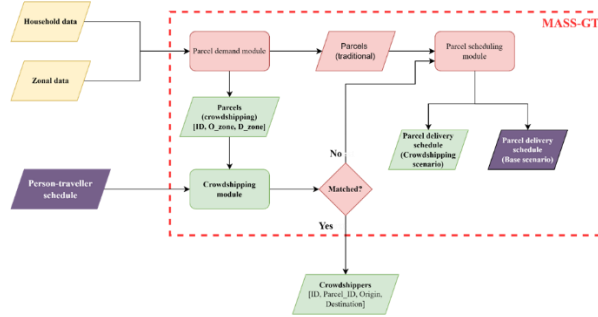 MASS-GT
Household data
Zonal data
Parcel demand module
Parcels
(traditional)
Parcel scheduling
module
Parcels
(crowdshipping)
[ID, O_zone, D_zone]
Parcel delivery
schedule
(Crowdshipping
scenario)
Parcel delivery
schedule
(Base scenario)
No
Person-traveller
schedule
Crowdshipping
module
Matched?
Yes
Crowdshippers
[ID, Parcel_ID, Origin,
Destination]